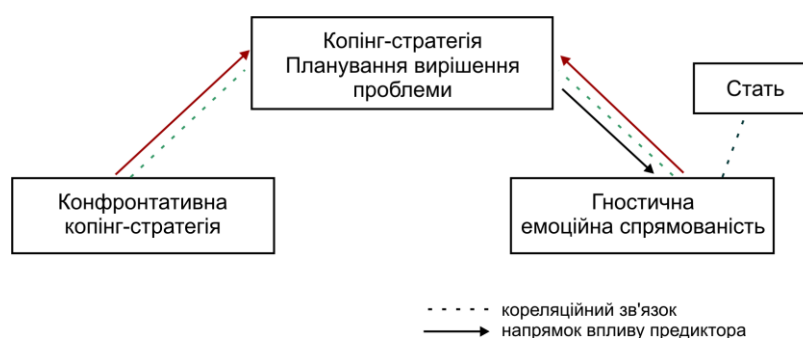 Копінг-стратегія
Планування вирішення
проблеми
Стать
Конфронтативна
копінг-стратегія
Гностична
емоційна спрямованість
кореляційний зв'язок
напрямок впливу предиктора